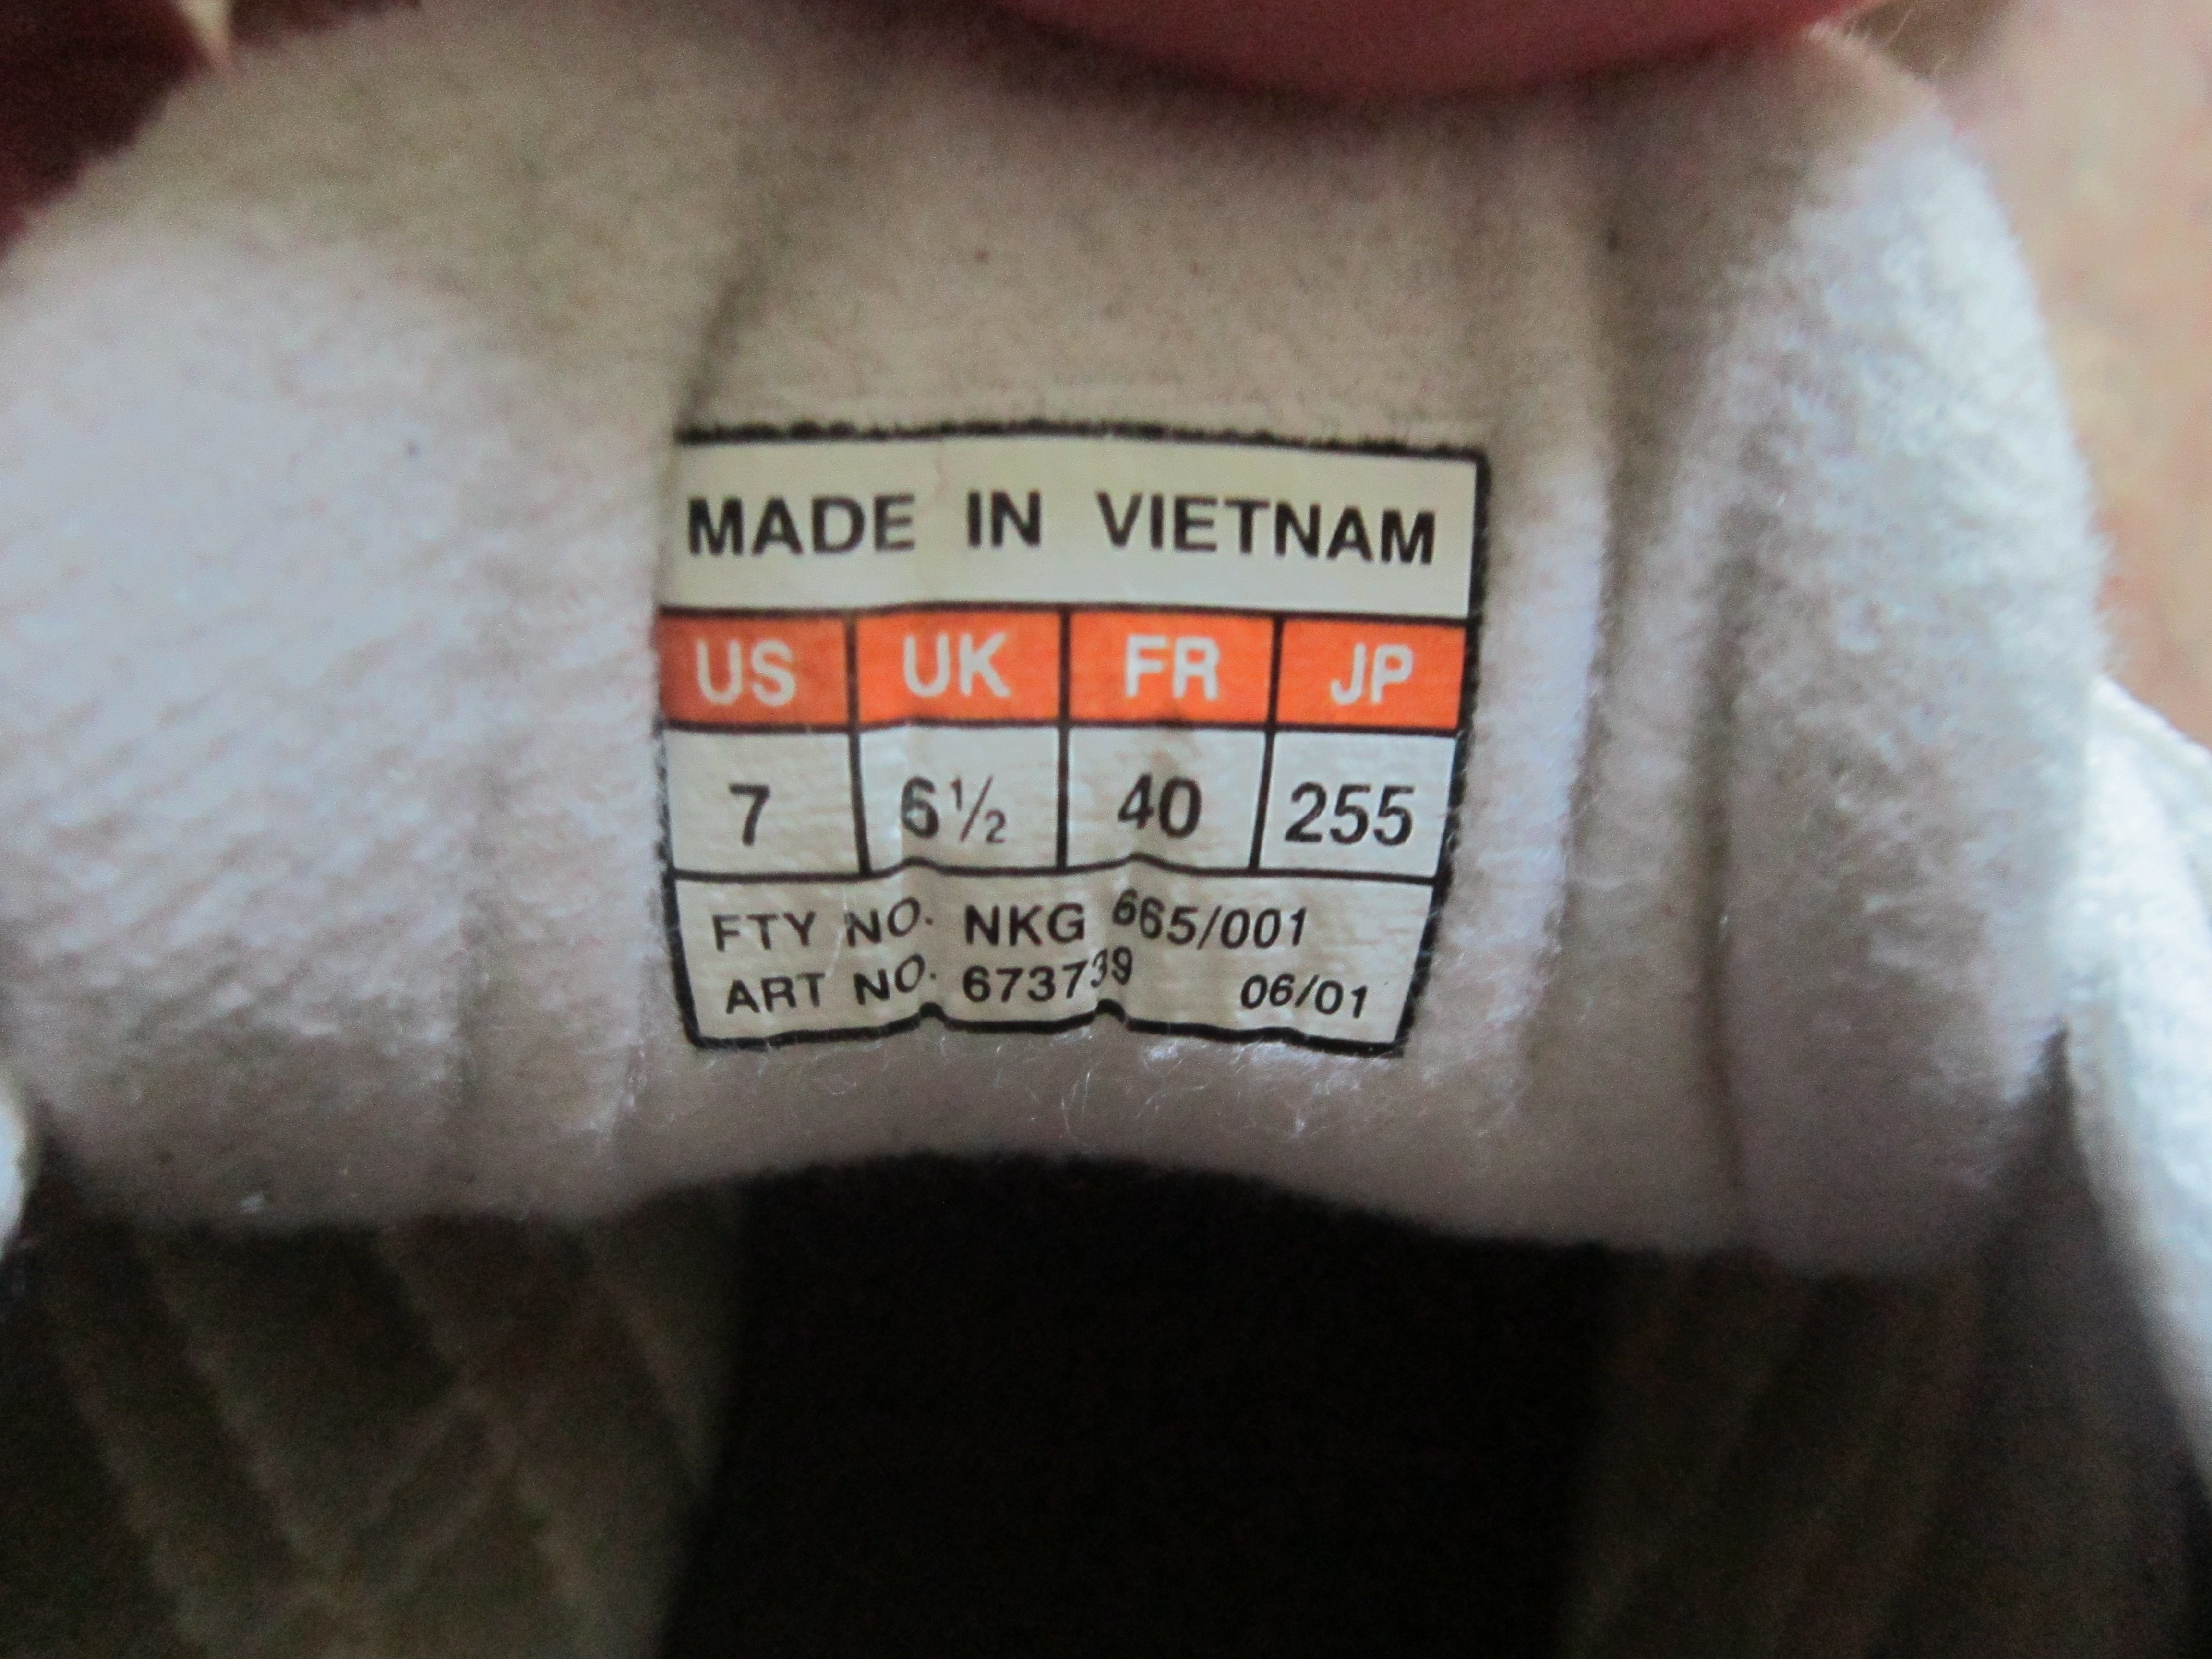 MADE IN VIETNAM
US UK FR JP
7 6½ 40 255
FTY NO. NKG 665/001
ART NO. 673739 06/01